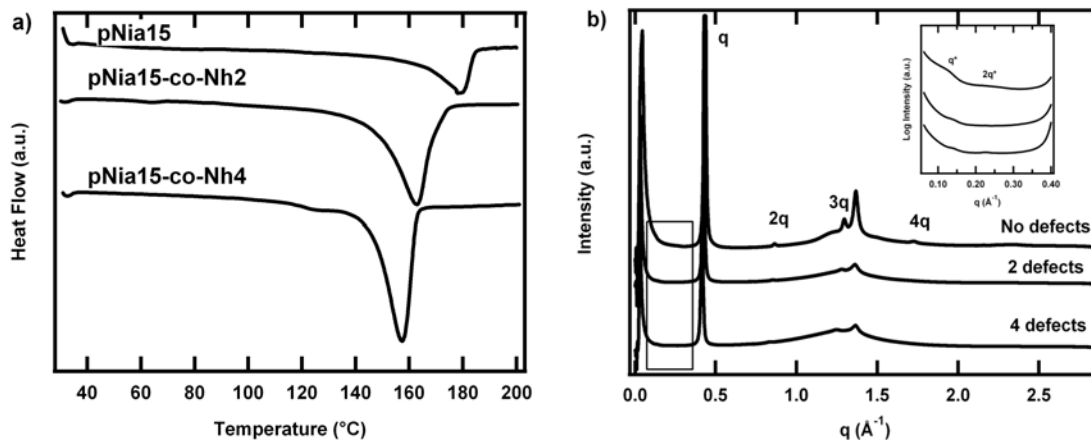 a)
pNia15
pNia15-co-Nh2
pNia15-co-Nh4
Heat Flow (a.u.)
40 60 80 100 120 140 160 180 200
Temperature (°C)
b)
q
q*
2q*
Log Intensity (a.u.)
0.10 0.20 0.30 0.40
q (Å⁻¹)
2q
3q
4q
No defects
2 defects
4 defects
Intensity (a.u.)
0.0 0.5 1.0 1.5 2.0 2.5
q (Å⁻¹)